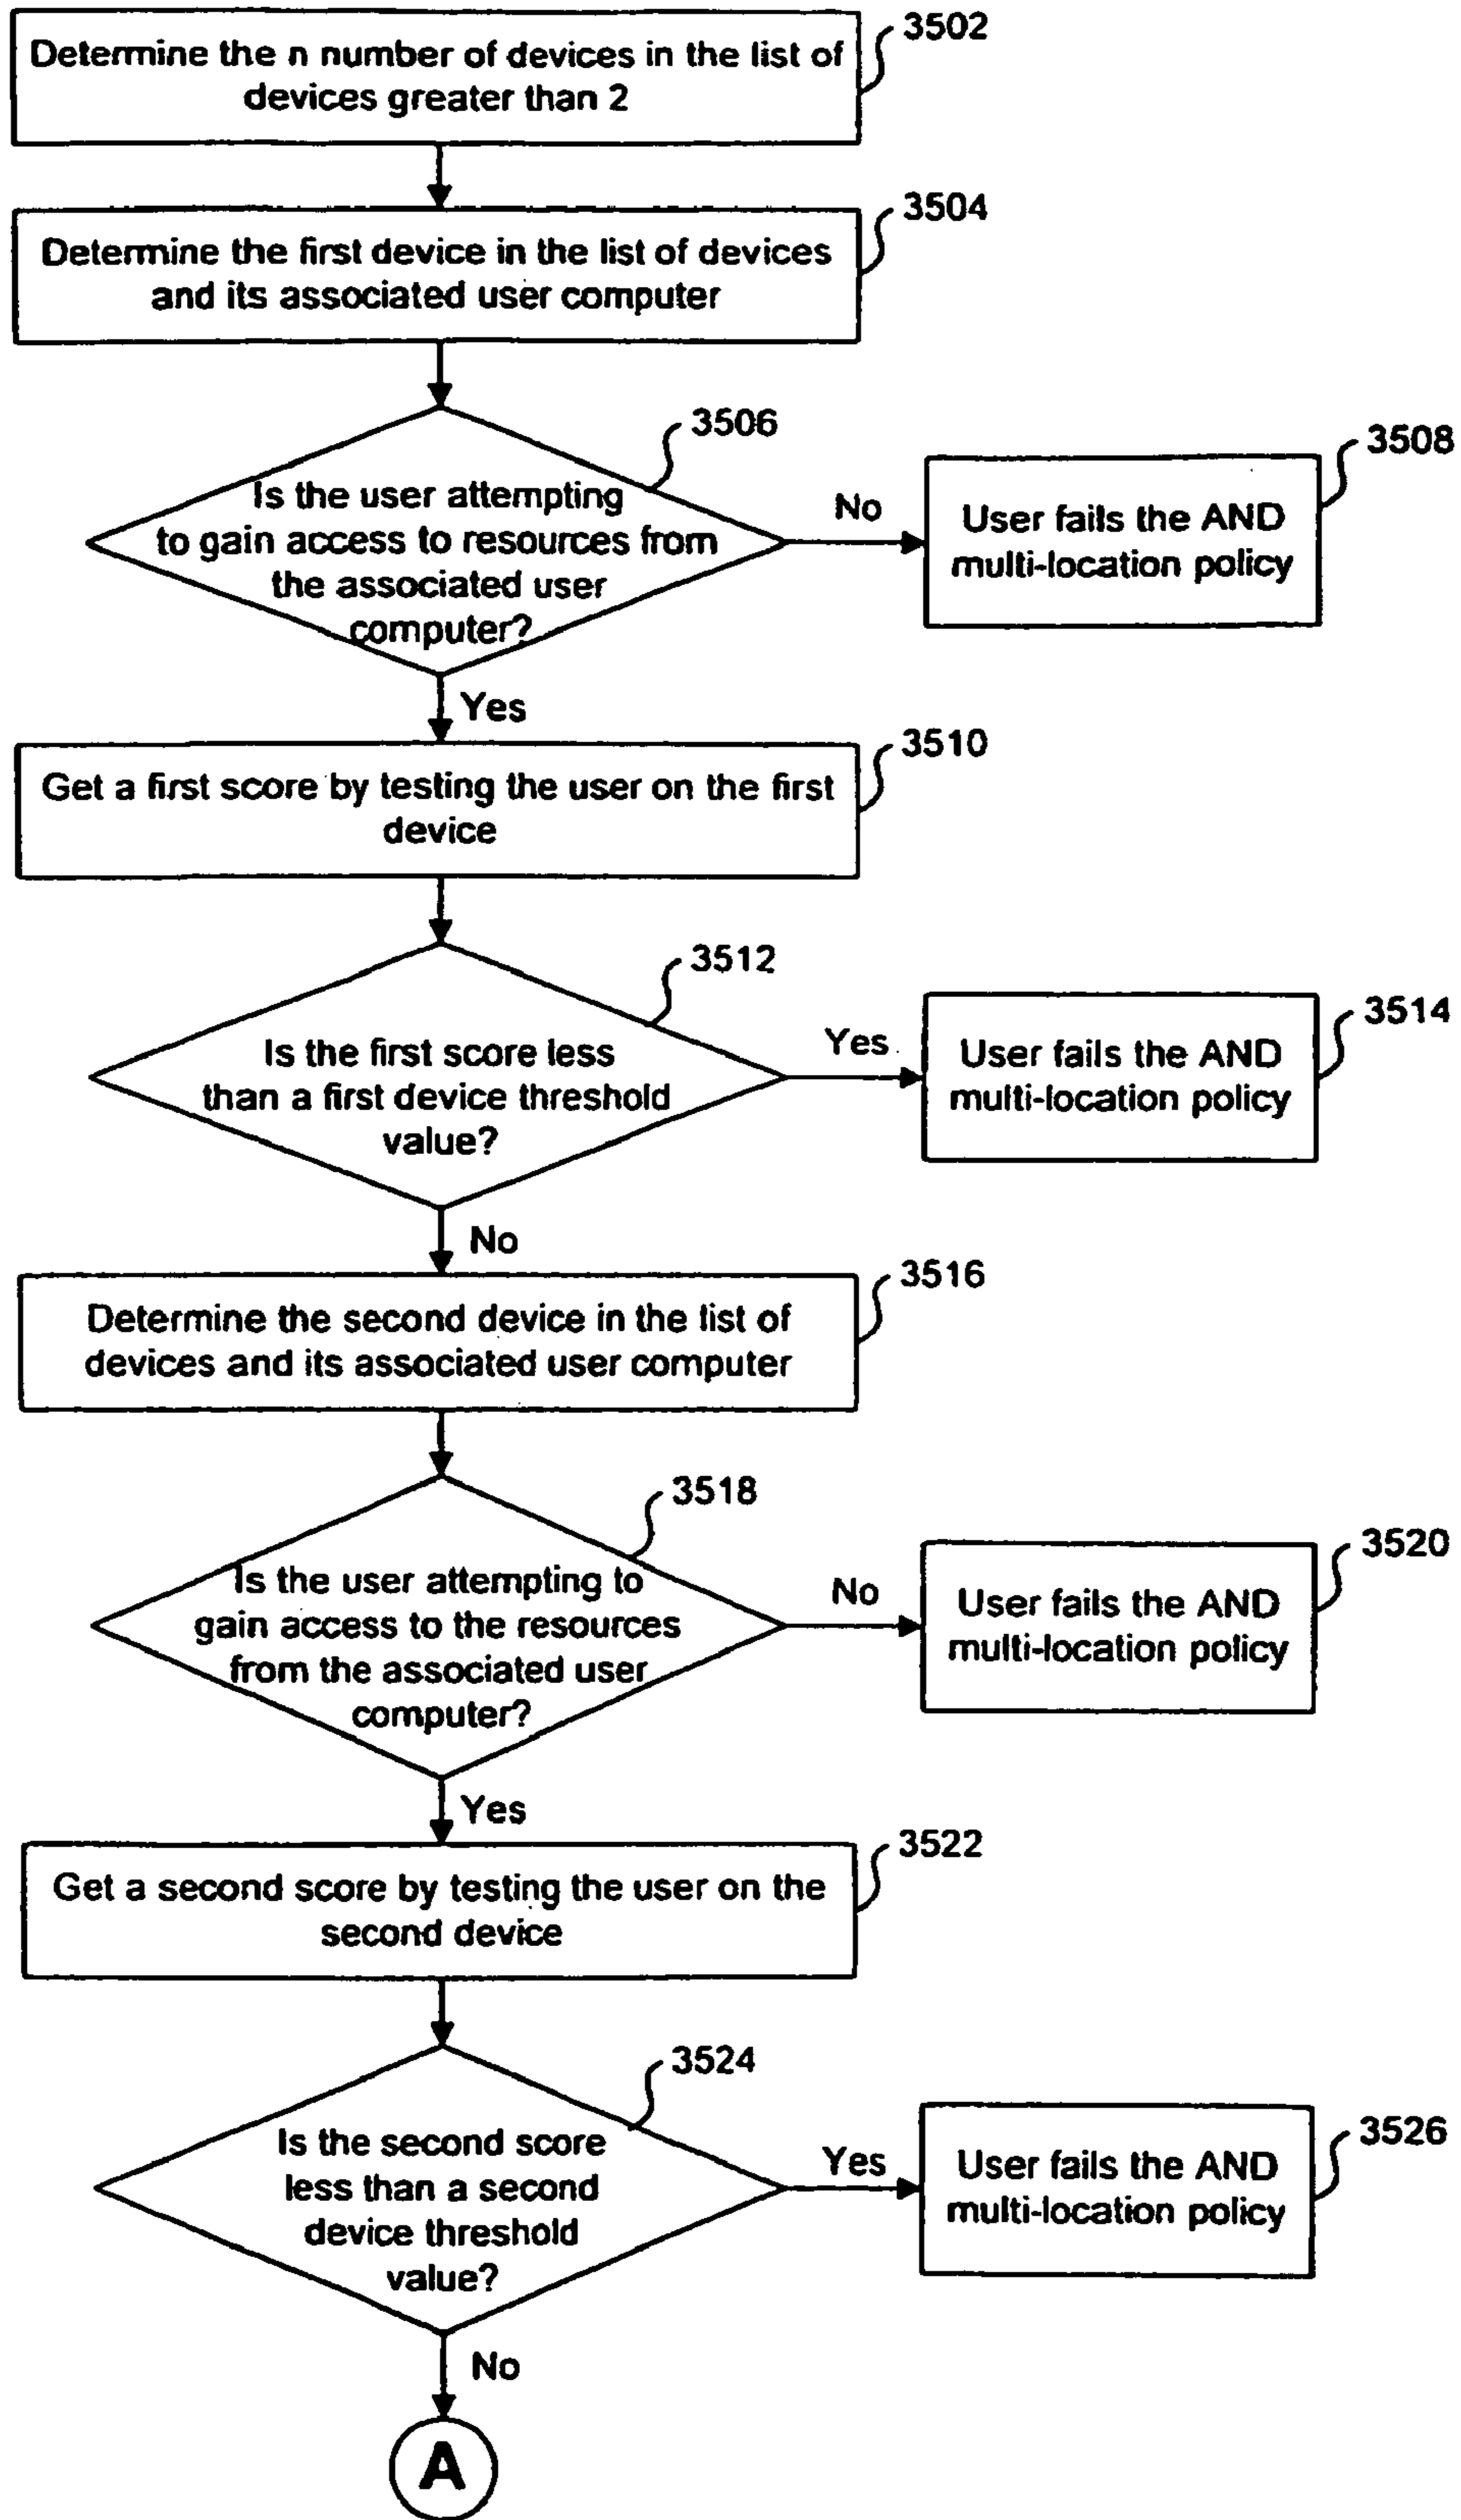 3502
Determine the n number of devices in the list of
devices greater than 2
3504
Determine the first device in the list of devices
and its associated user computer
3506
Is the user attempting
to gain access to resources from
the associated user
computer?
No
3508
User fails the AND
multi-location policy
Yes
3510
Get a first score by testing the user on the first
device
3512
Is the first score less
than a first device threshold
value?
Yes
3514
User fails the AND
multi-location policy
No
3516
Determine the second device in the list of
devices and its associated user computer
3518
Is the user attempting to
gain access to the resources
from the associated user
computer?
No
3520
User fails the AND
multi-location policy
Yes
3522
Get a second score by testing the user on the
second device
3524
Is the second score
less than a second
device threshold
value?
Yes
3526
User fails the AND
multi-location policy
No
A